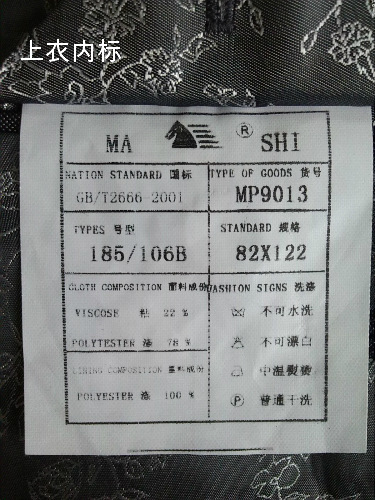 上衣内标
MA ® SHI
NATION STANDARD 国标 TYPE OF GOODS 货号
GB/T2666-2001 MP9013
TYPES 号型 STANDARD 规格
185/106B 82X122
CLOTH COMPOSITION 面料成份 WASHION SIGNS 洗涤
VISCOSE 粘 22 % 不可水洗
POLYTESTER 涤 78 % 不可漂白
LINING COMPOSITION 里料成份 中温熨烫
POLYESTER 涤 100 % P 普通干洗